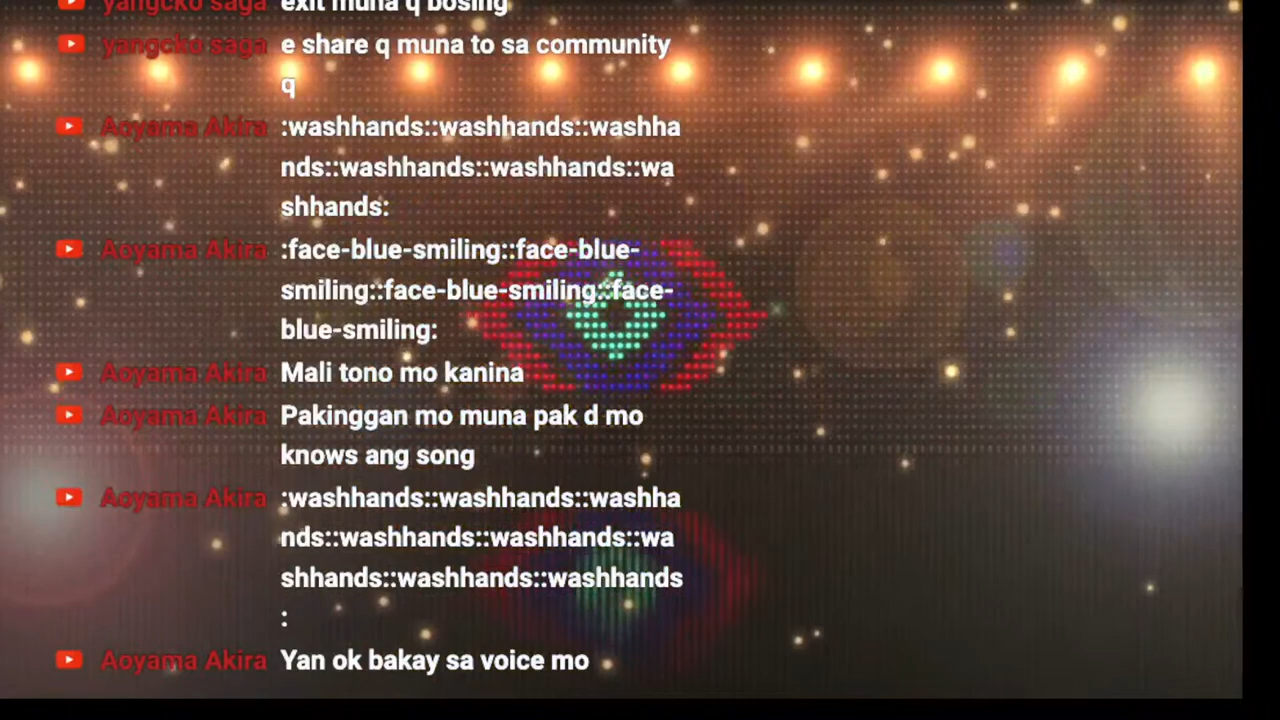 yangcko saga exit muna q bosing
yangcko saga e share q muna to sa community
q
Aoyama Akira :washhands::washhands::washha
nds::washhands::washhands::wa
shhands:
Aoyama Akira :face-blue-smiling::face-blue-
smiling::face-blue-smiling::face-
blue-smiling:
Aoyama Akira Mali tono mo kanina
Aoyama Akira Pakinggan mo muna pak d mo
knows ang song
Aoyama Akira :washhands::washhands::washha
nds::washhands::washhands::wa
shhands::washhands::washhands
:
Aoyama Akira Yan ok bakay sa voice mo